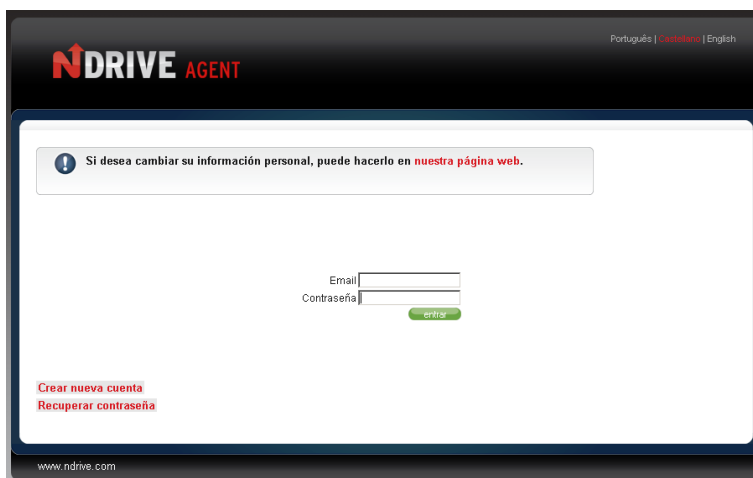 Português | Castellano | English
NDRIVE AGENT
Si desea cambiar su información personal, puede hacerlo en nuestra página web.
Email
Contraseña
entrar
Crear nueva cuenta
Recuperar contraseña
www.ndrive.com